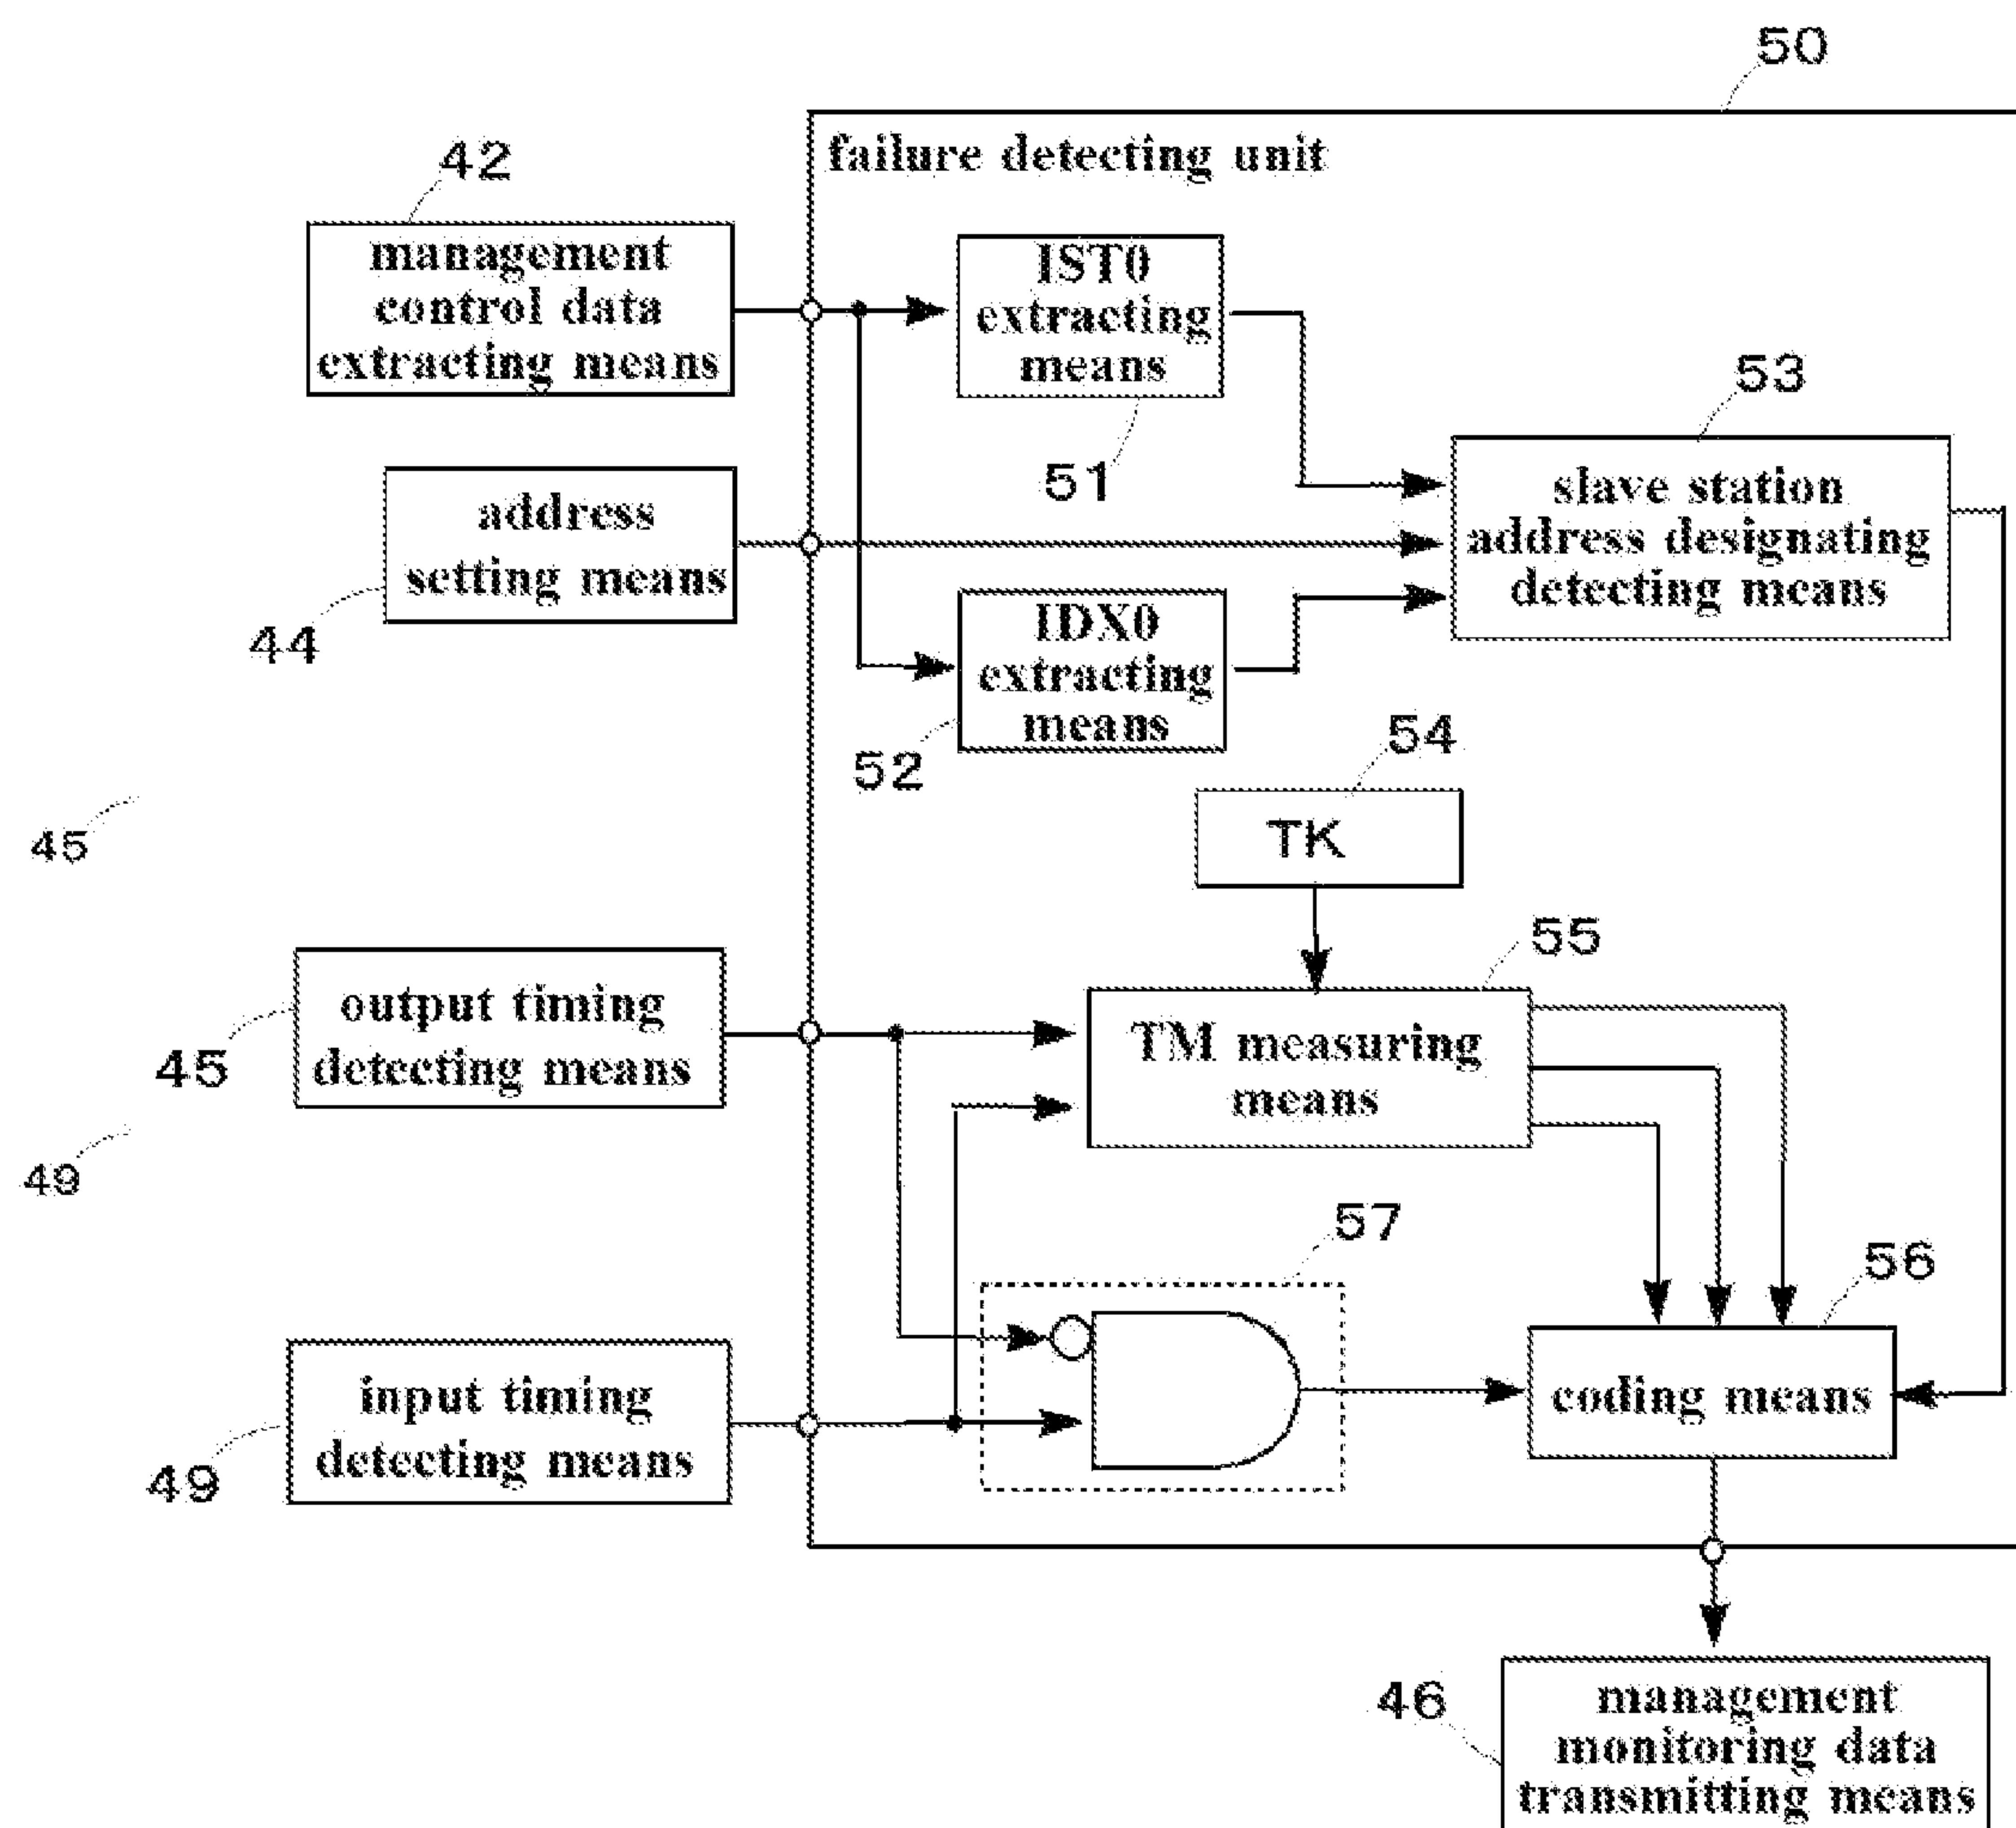 50
failure detecting unit
42
management
control data
extracting means
IST0
extracting
means
51
53
slave station
address designating
detecting means
address
setting means
44
IDX0
extracting
means
52
54
TK
45
55
output timing
detecting means
45
TM measuring
means
49
57
56
input timing
detecting means
49
coding means
46
management
monitoring data
transmitting means